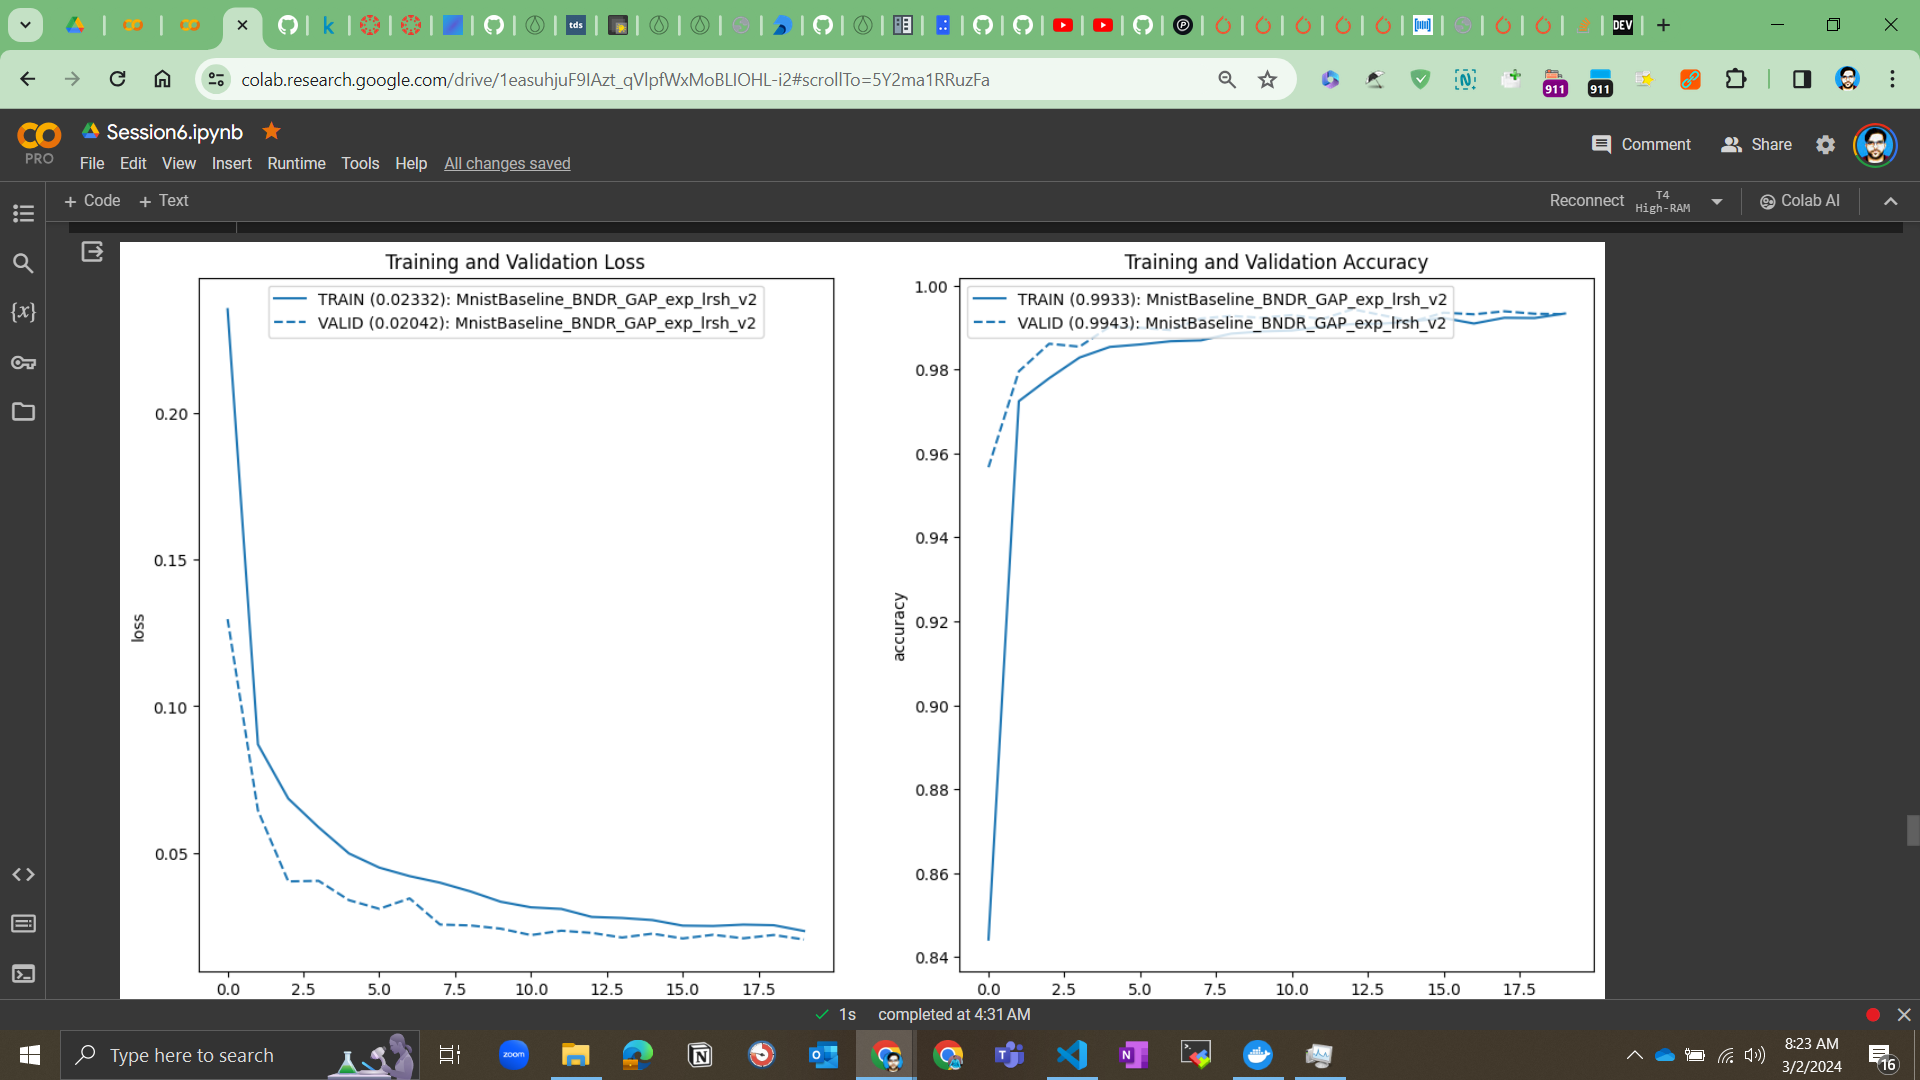 tds
DEV
colab.research.google.com/drive/1easuhjuF9IAzt_qVlpfWxMoBLIOHL-i2#scrollTo=5Y2ma1RRuzFa
911
911
PRO
Session6.ipynb
File Edit View Insert Runtime Tools Help All changes saved
Comment
Share
+ Code + Text
Reconnect
T4
High-RAM
Colab AI
Training and Validation Loss
TRAIN (0.02332): MnistBaseline_BNDR_GAP_exp_lrsh_v2
VALID (0.02042): MnistBaseline_BNDR_GAP_exp_lrsh_v2
0.20
0.15
0.10
0.05
loss
0.0 2.5 5.0 7.5 10.0 12.5 15.0 17.5
Training and Validation Accuracy
TRAIN (0.9933): MnistBaseline_BNDR_GAP_exp_lrsh_v2
VALID (0.9943): MnistBaseline_BNDR_GAP_exp_lrsh_v2
1.00
0.98
0.96
0.94
0.92
0.90
0.88
0.86
0.84
accuracy
0.0 2.5 5.0 7.5 10.0 12.5 15.0 17.5
1s completed at 4:31 AM
Type here to search
zoom
8:23 AM
3/2/2024
16